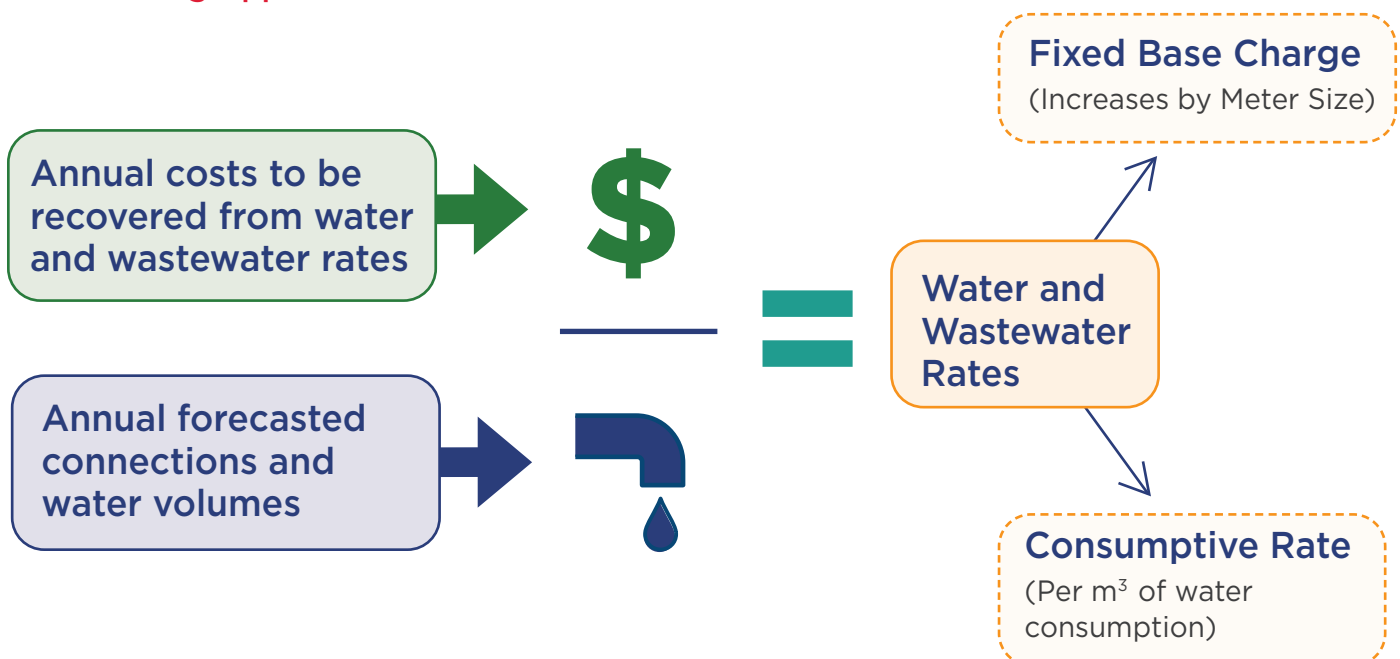 Fixed Base Charge
(Increases by Meter Size)
Annual costs to be
recovered from water
and wastewater rates
$
Water and
Wastewater
Rates
Annual forecasted
connections and
water volumes
Consumptive Rate
(Per m³ of water
consumption)